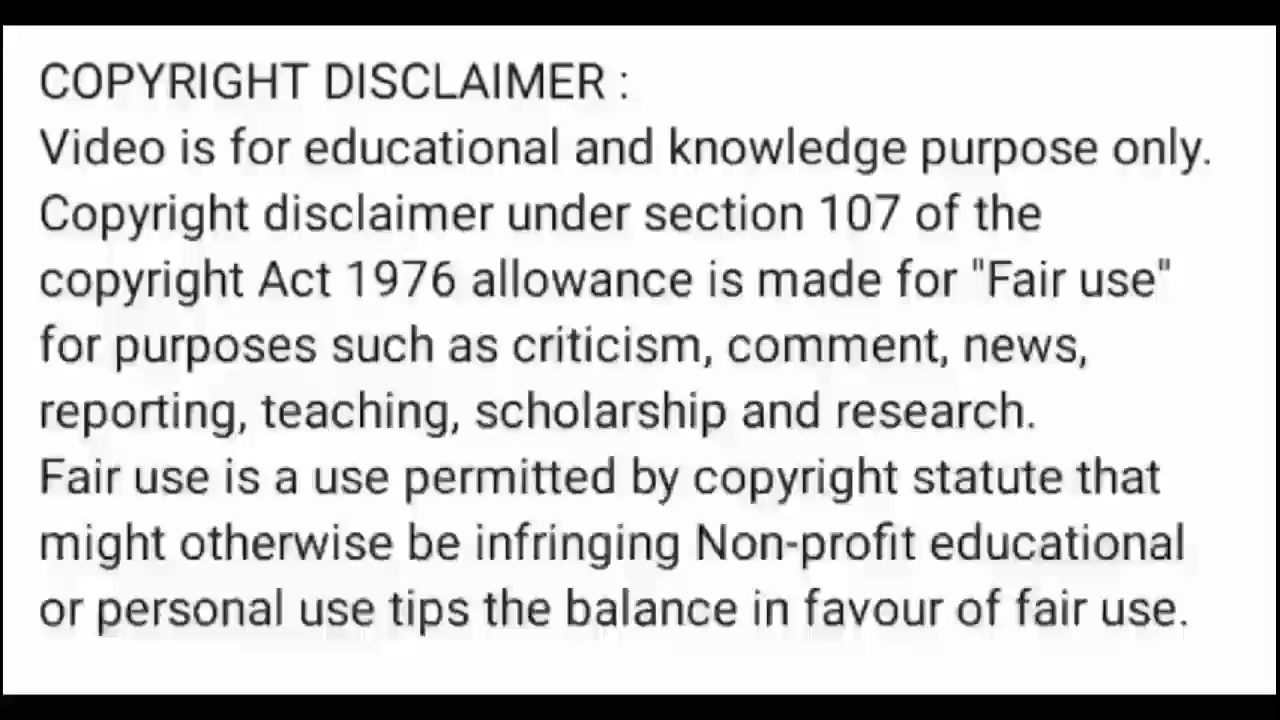 COPYRIGHT DISCLAIMER :
Video is for educational and knowledge purpose only.
Copyright disclaimer under section 107 of the
copyright Act 1976 allowance is made for "Fair use"
for purposes such as criticism, comment, news,
reporting, teaching, scholarship and research.
Fair use is a use permitted by copyright statute that
might otherwise be infringing Non-profit educational
or personal use tips the balance in favour of fair use.